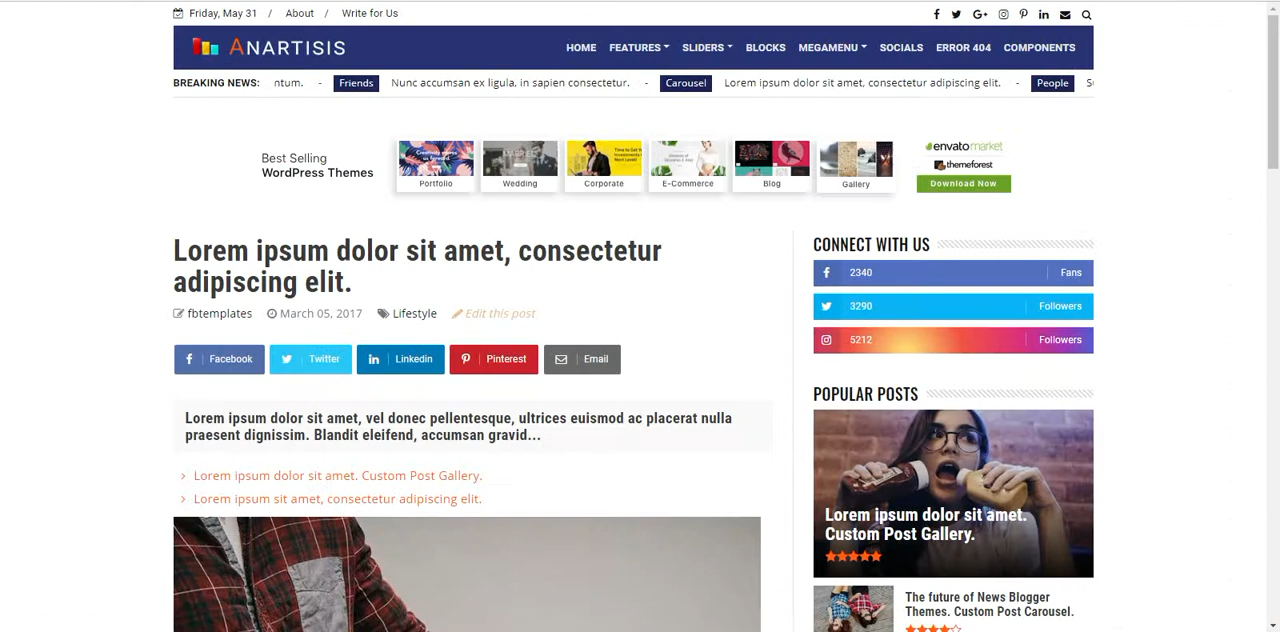 Friday, May 31 / About / Write for Us
ANARTISIS
HOME FEATURES SLIDERS BLOCKS MEGAMENU SOCIALS ERROR 404 COMPONENTS
BREAKING NEWS: ntum. - Friends Nunc accumsan ex ligula, in sapien consectetur. - Carousel Lorem ipsum dolor sit amet, consectetur adipiscing elit. - People
Best Selling
WordPress Themes
Portfolio Wedding Corporate E-Commerce Blog Gallery
envatomarket
themeforest
Download Now
Lorem ipsum dolor sit amet, consectetur
adipiscing elit.
fbtemplates March 05, 2017 Lifestyle Edit this post
Facebook Twitter Linkedin Pinterest Email
Lorem ipsum dolor sit amet, vel donec pellentesque, ultrices euismod ac placerat nulla
praesent dignissim. Blandit eleifend, accumsan gravid...
Lorem ipsum dolor sit amet. Custom Post Gallery.
Lorem ipsum sit amet, consectetur adipiscing elit.
CONNECT WITH US
2340 Fans
3290 Followers
5212 Followers
POPULAR POSTS
Lorem ipsum dolor sit amet.
Custom Post Gallery.
The future of News Blogger
Themes. Custom Post Carousel.